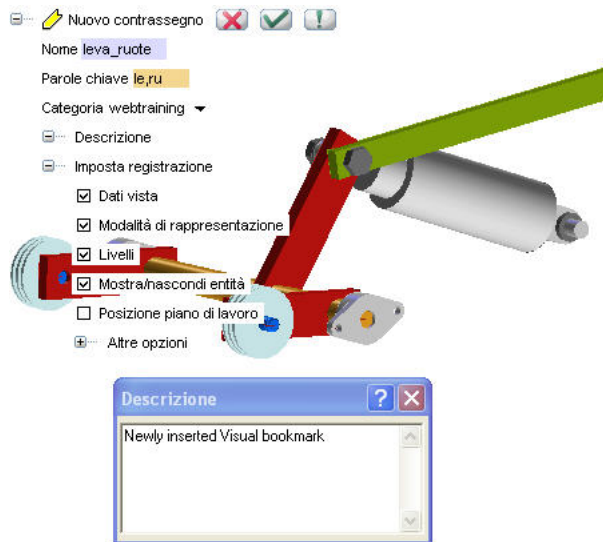 Nuovo contrassegno
Nome leva_ruote
Parole chiave le,ru
Categoria webtraining
Descrizione
Imposta registrazione
Dati vista
Modalità di rappresentazione
Livelli
Mostra/nascondi entità
Posizione piano di lavoro
Altre opzioni
Descrizione
Newly inserted Visual bookmark